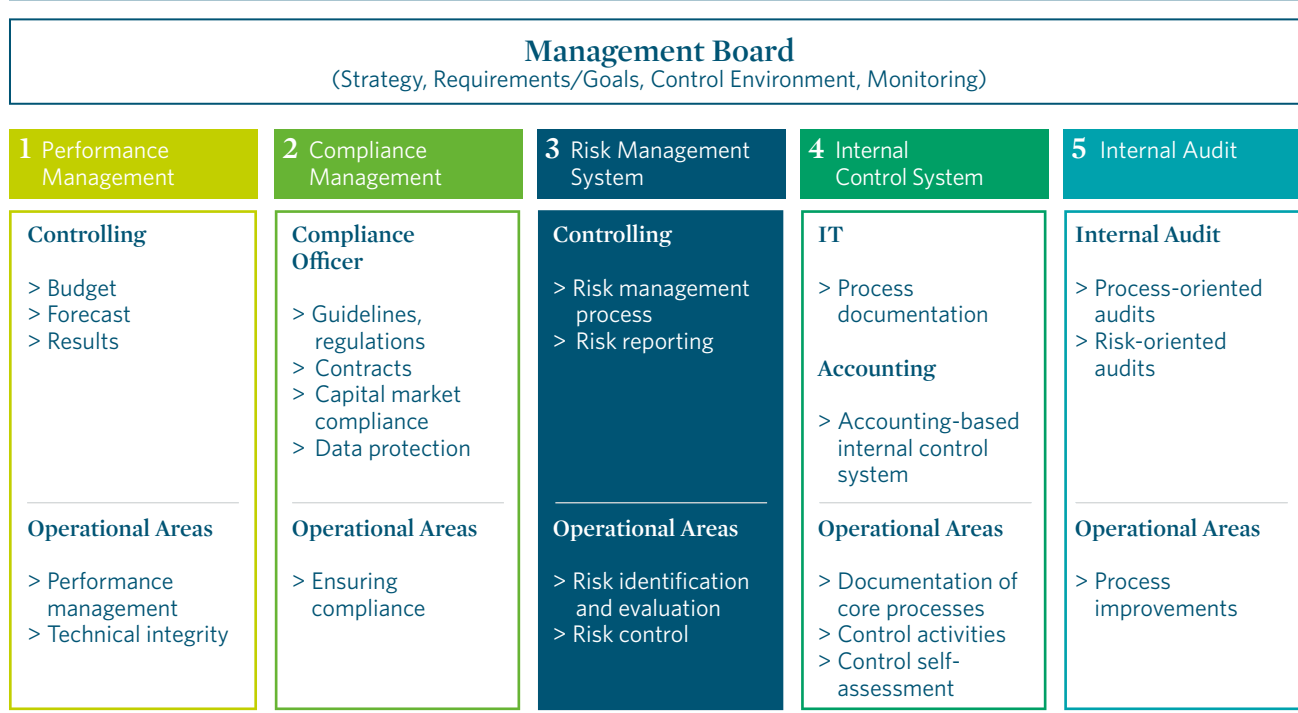 Management Board
(Strategy, Requirements/Goals, Control Environment, Monitoring)
1 Performance
Management
Controlling
> Budget
> Forecast
> Results
Operational Areas
> Performance
management
> Technical integrity
2 Compliance
Management
Compliance
Officer
> Guidelines,
regulations
> Contracts
> Capital market
compliance
> Data protection
Operational Areas
> Ensuring
compliance
3 Risk Management
System
Controlling
> Risk management
process
> Risk reporting
Operational Areas
> Risk identification
and evaluation
> Risk control
4 Internal
Control System
IT
> Process
documentation
Accounting
> Accounting-based
internal control
system
Operational Areas
> Documentation of
core processes
> Control activities
> Control self-
assessment
5 Internal Audit
Internal Audit
> Process-oriented
audits
> Risk-oriented
audits
Operational Areas
> Process
improvements